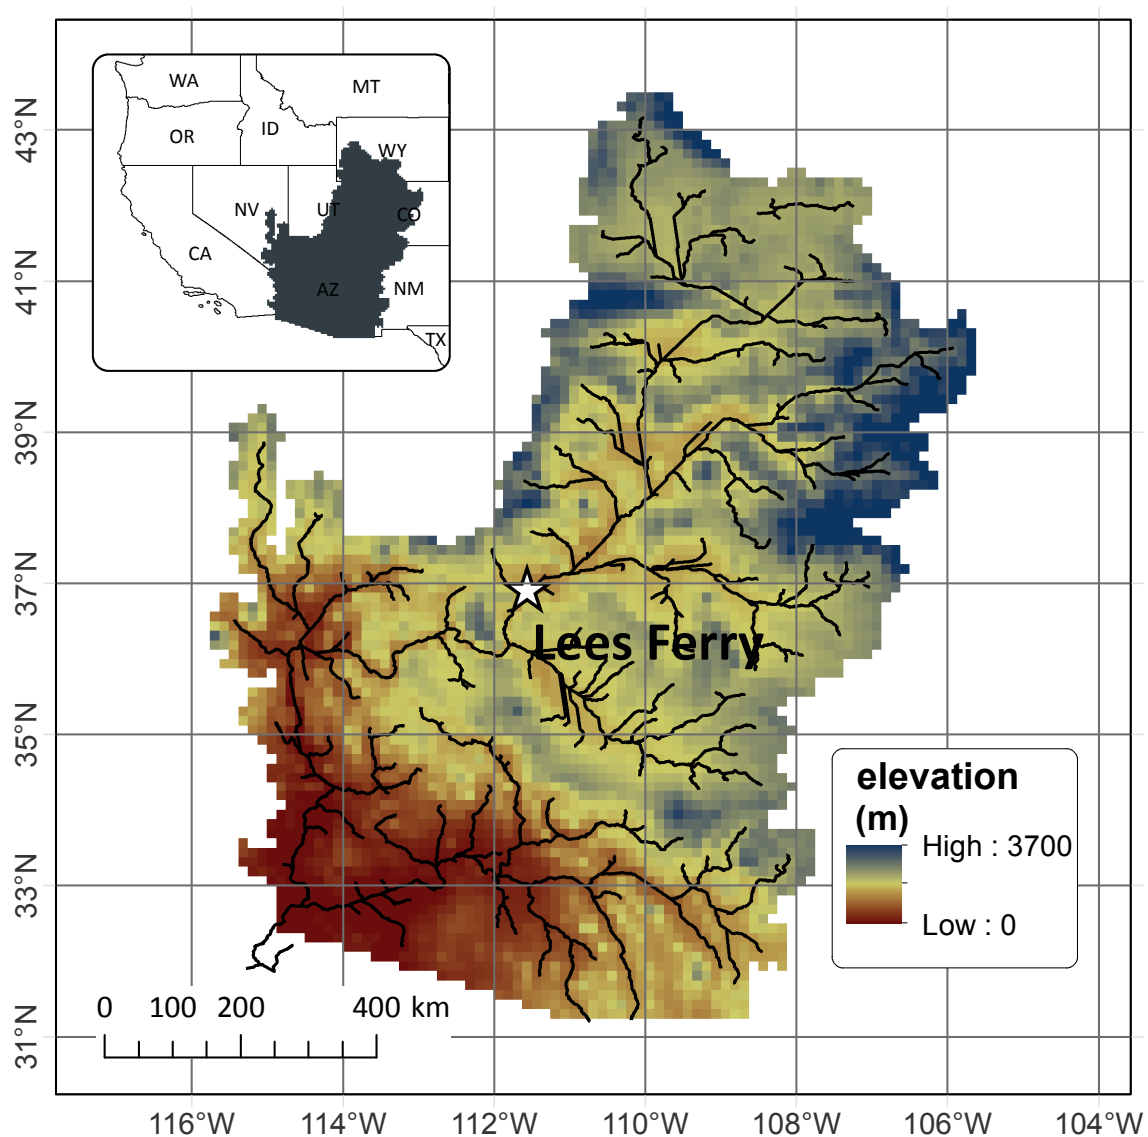 WA
MT
OR
ID
WY
NV
UT
CO
CA
AZ
NM
TX
43°N
41°N
39°N
37°N
35°N
33°N
31°N
Lees Ferry
elevation
(m)
High : 3700
Low : 0
0 100 200 400 km
116°W 114°W 112°W 110°W 108°W 106°W 104°W